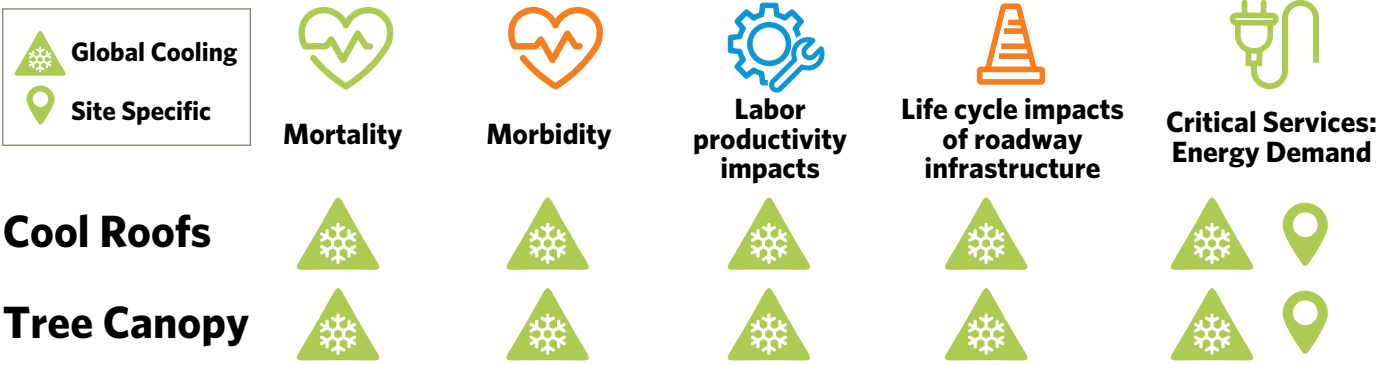 Global Cooling
Site Specific
Mortality
Morbidity
Labor
productivity
impacts
Life cycle impacts
of roadway
infrastructure
Critical Services:
Energy Demand
Cool Roofs
Tree Canopy